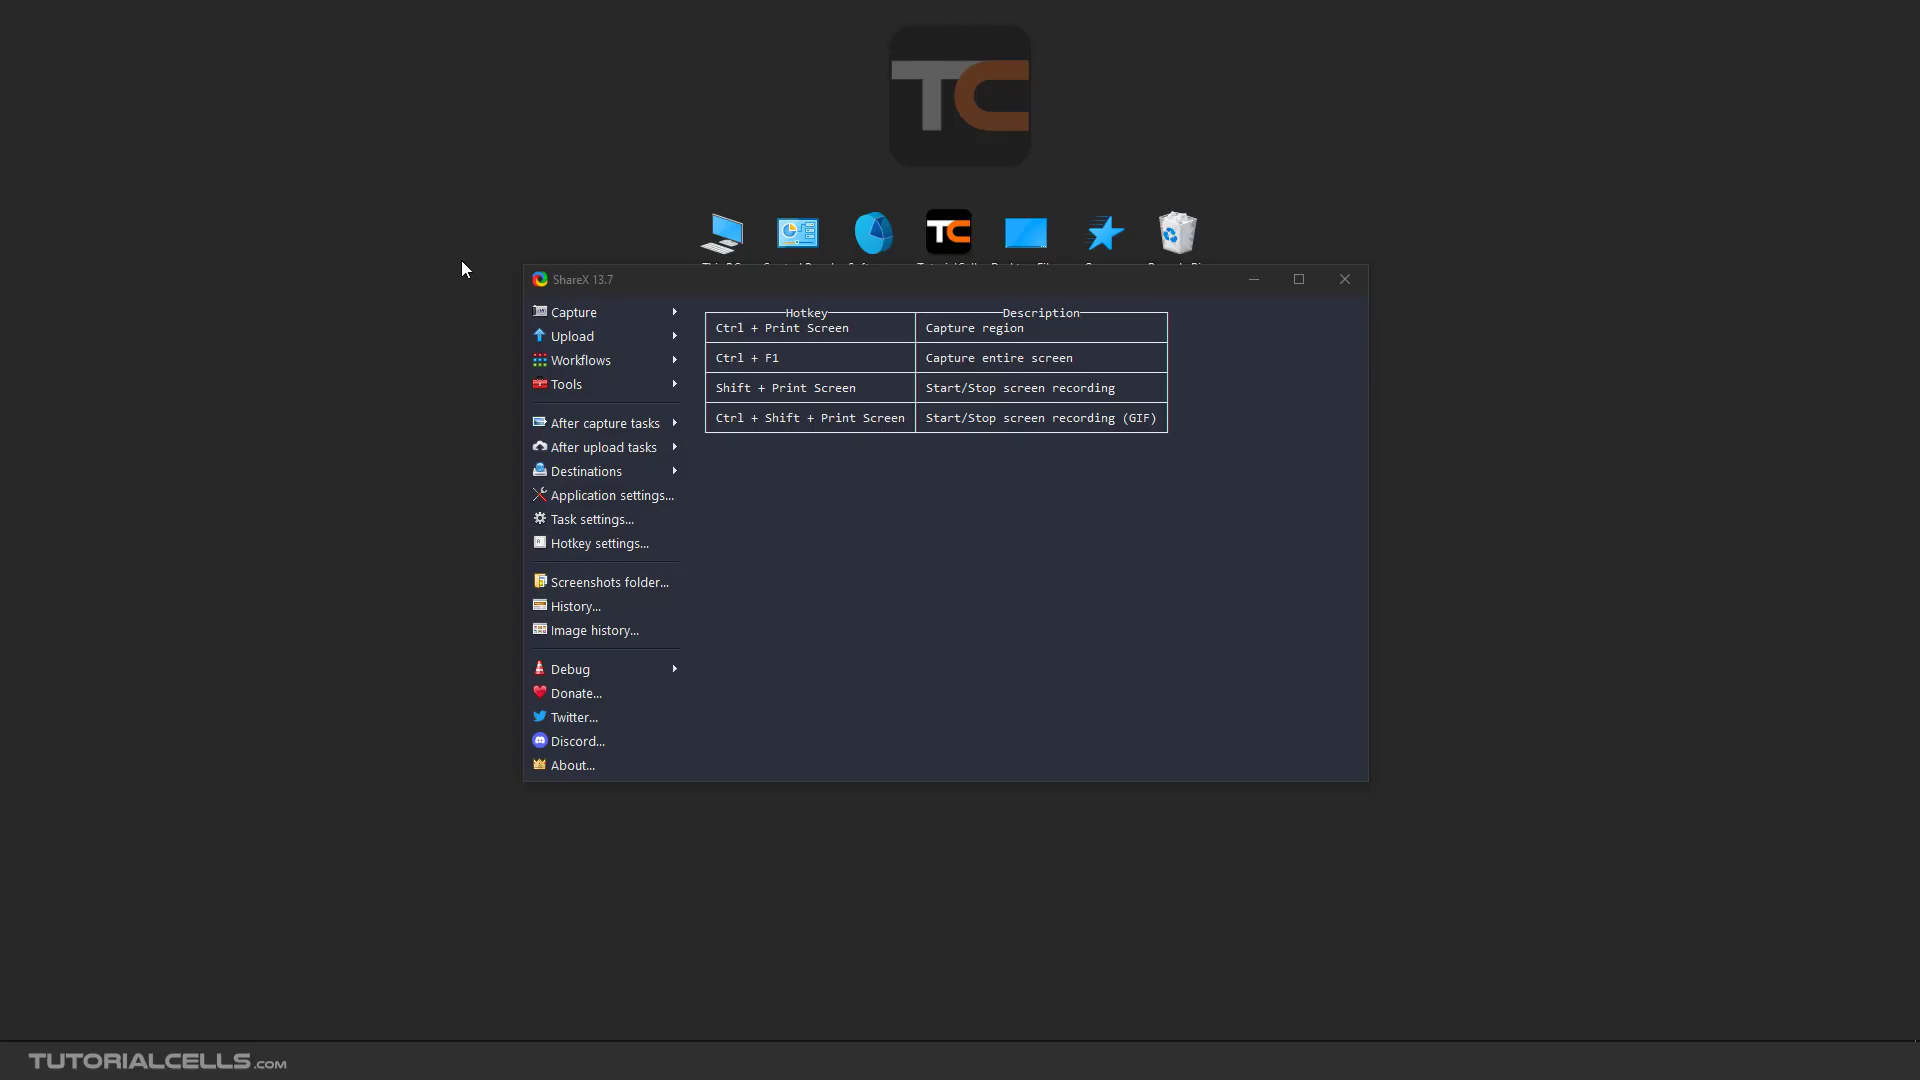 TC
TC
ShareX 13.7
Capture
Upload
Workflows
Tools
After capture tasks
After upload tasks
Destinations
Application settings...
Task settings...
Hotkey settings...
Screenshots folder...
History...
Image history...
Debug
Donate...
Twitter...
Discord...
About...
Hotkey Description
Ctrl + Print Screen Capture region
Ctrl + F1 Capture entire screen
Shift + Print Screen Start/Stop screen recording
Ctrl + Shift + Print Screen Start/Stop screen recording (GIF)
TUTORIALCELLS.COM